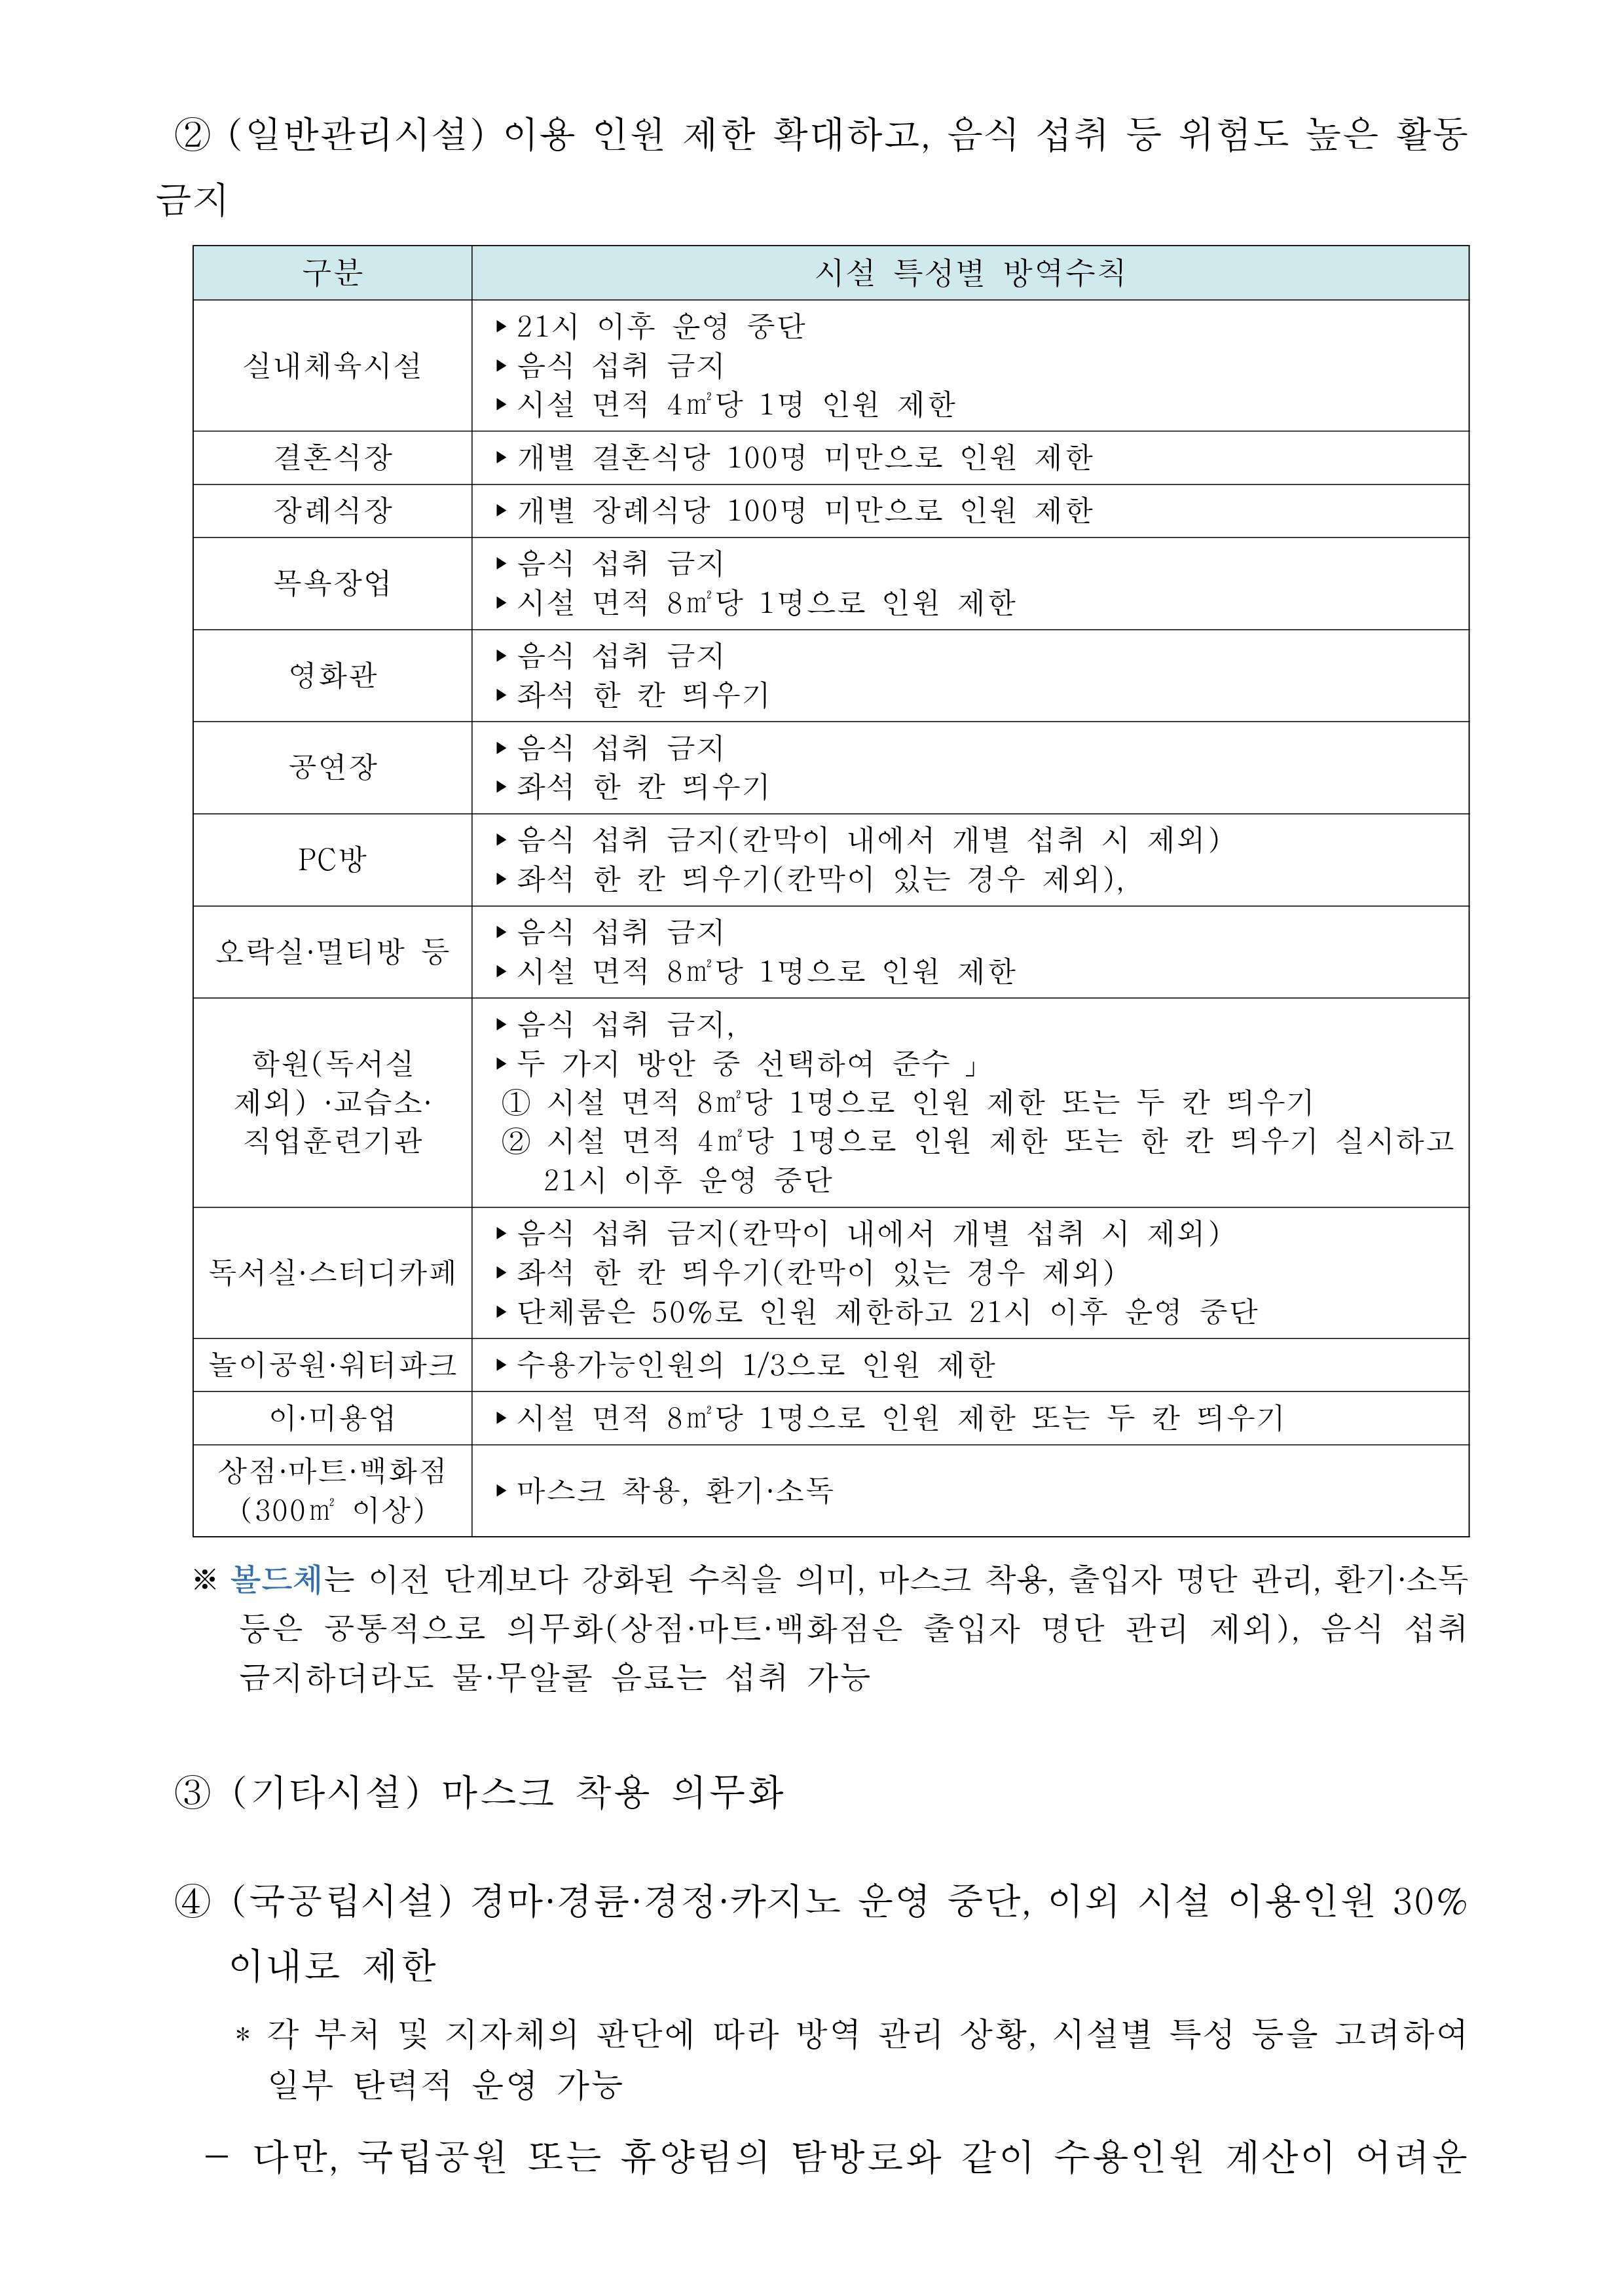 ② (일반관리시설) 이용 인원 제한 확대하고, 음식 섭취 등 위험도 높은 활동
금지
구분
시설 특성별 방역수칙
실내체육시설
▸21시 이후 운영 중단
▸음식 섭취 금지
▸시설 면적 4㎡당 1명 인원 제한
결혼식장
▸개별 결혼식당 100명 미만으로 인원 제한
장례식장
▸개별 장례식당 100명 미만으로 인원 제한
목욕장업
▸음식 섭취 금지
▸시설 면적 8㎡당 1명으로 인원 제한
영화관
▸음식 섭취 금지
▸좌석 한 칸 띄우기
공연장
▸음식 섭취 금지
▸좌석 한 칸 띄우기
PC방
▸음식 섭취 금지(칸막이 내에서 개별 섭취 시 제외)
▸좌석 한 칸 띄우기(칸막이 있는 경우 제외),
오락실·멀티방 등
▸음식 섭취 금지
▸시설 면적 8㎡당 1명으로 인원 제한
학원(독서실
제외) ·교습소·
직업훈련기관
▸음식 섭취 금지,
▸두 가지 방안 중 선택하여 준수 」
① 시설 면적 8㎡당 1명으로 인원 제한 또는 두 칸 띄우기
② 시설 면적 4㎡당 1명으로 인원 제한 또는 한 칸 띄우기 실시하고
21시 이후 운영 중단
독서실·스터디카페
▸음식 섭취 금지(칸막이 내에서 개별 섭취 시 제외)
▸좌석 한 칸 띄우기(칸막이 있는 경우 제외)
▸단체룸은 50%로 인원 제한하고 21시 이후 운영 중단
놀이공원·워터파크
▸수용가능인원의 1/3으로 인원 제한
이·미용업
▸시설 면적 8㎡당 1명으로 인원 제한 또는 두 칸 띄우기
상점·마트·백화점
(300㎡ 이상)
▸마스크 착용, 환기·소독
※ 볼드체는 이전 단계보다 강화된 수칙을 의미, 마스크 착용, 출입자 명단 관리, 환기·소독
등은 공통적으로 의무화(상점·마트·백화점은 출입자 명단 관리 제외), 음식 섭취
금지하더라도 물·무알콜 음료는 섭취 가능
③ (기타시설) 마스크 착용 의무화
④ (국공립시설) 경마·경륜·경정·카지노 운영 중단, 이외 시설 이용인원 30%
이내로 제한
* 각 부처 및 지자체의 판단에 따라 방역 관리 상황, 시설별 특성 등을 고려하여
일부 탄력적 운영 가능
－ 다만, 국립공원 또는 휴양림의 탐방로와 같이 수용인원 계산이 어려운